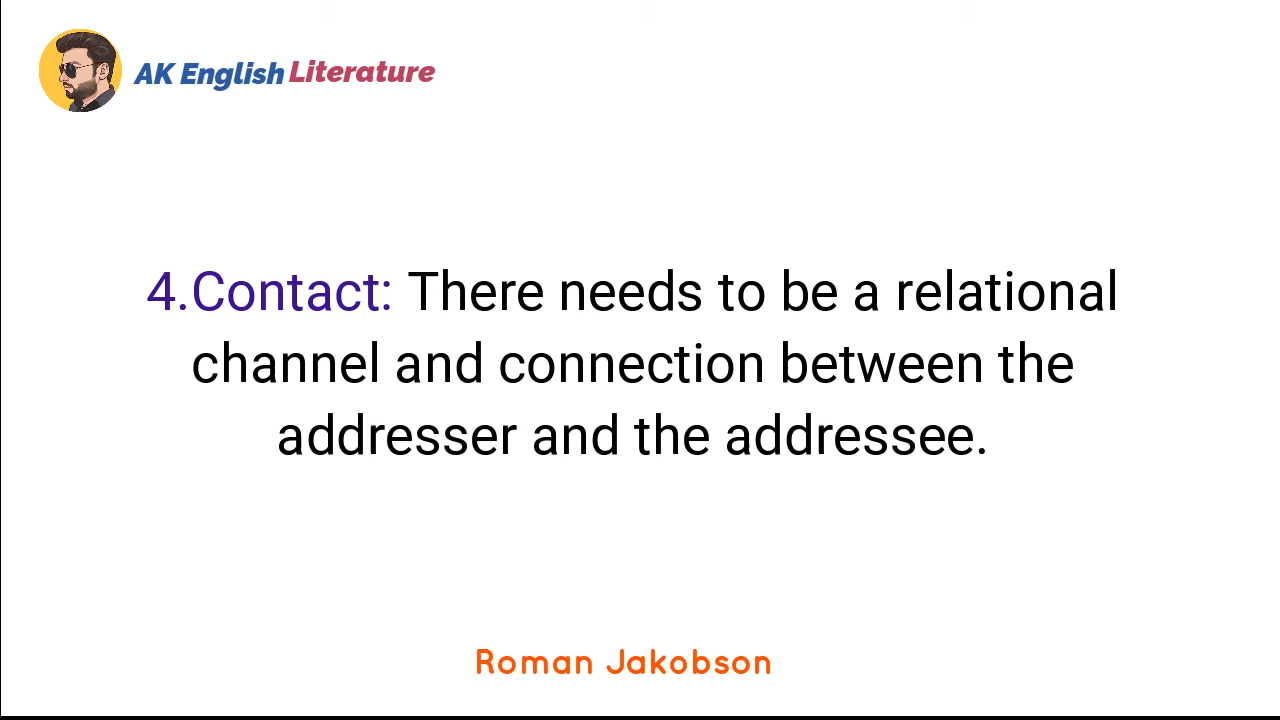 AK English Literature
4.Contact: There needs to be a relational
channel and connection between the
addresser and the addressee.
Roman Jakobson